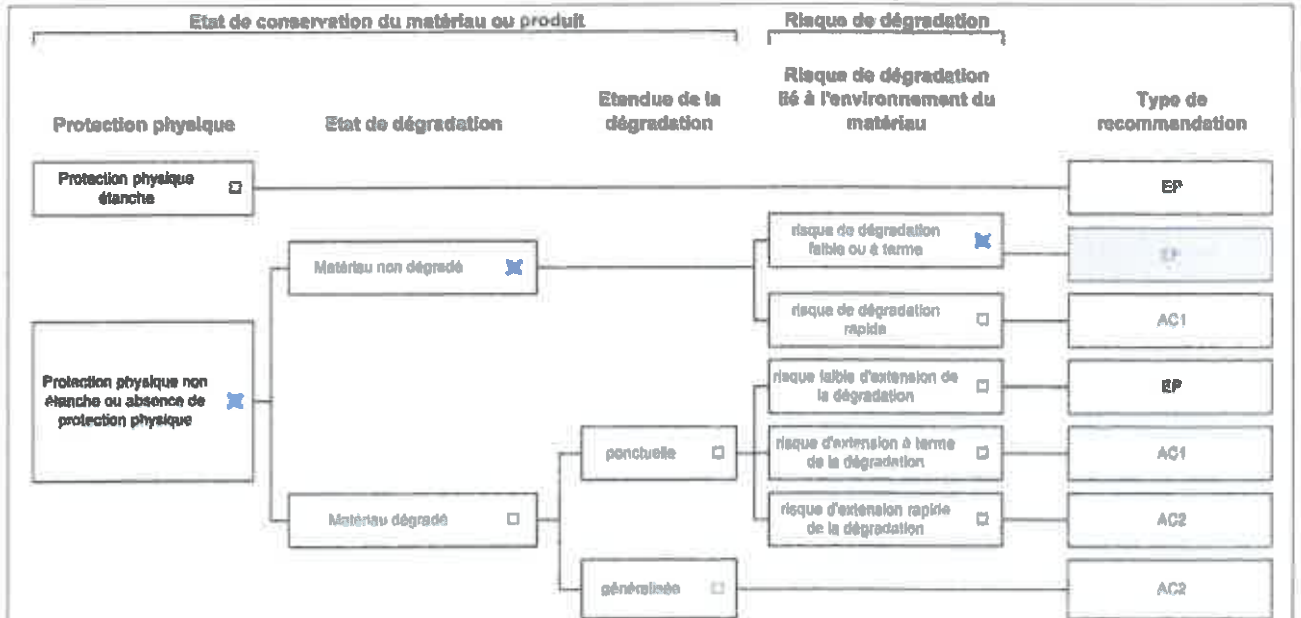 Etat de conservation du matériau ou produit
Risque de dégradation
Protection physique
Etat de dégradation
Etendue de la
dégradation
Risque de dégradation
lié à l'environnement du
matériau
Type de
recommandation
Protection physique
étanche
EP
Matériau non dégradé
risque de dégradation
faible ou à terme
EP
risque de dégradation
rapide
AC1
Protection physique non
étanche ou absence de
protection physique
risque faible d'extension de
la dégradation
EP
ponctuelle
risque d'extension à terme
de la dégradation
AC1
Matériau dégradé
risque d'extension rapide
de la dégradation
AC2
généralisée
AC2